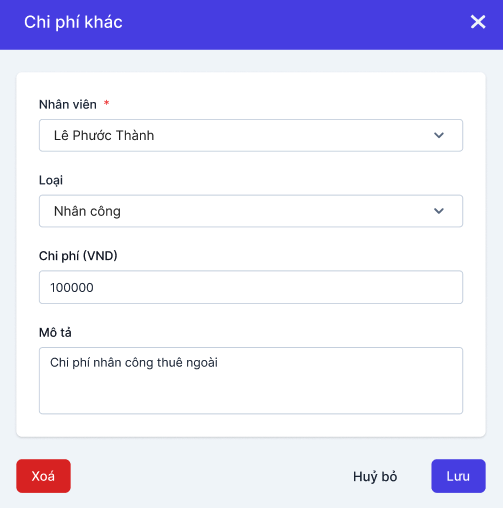 Chi phí khác
Nhân viên *
Lê Phước Thành
Loại
Nhân công
Chi phí (VND)
100000
Mô tả
Chi phí nhân công thuê ngoài
Xoá Huỷ bỏ Lưu